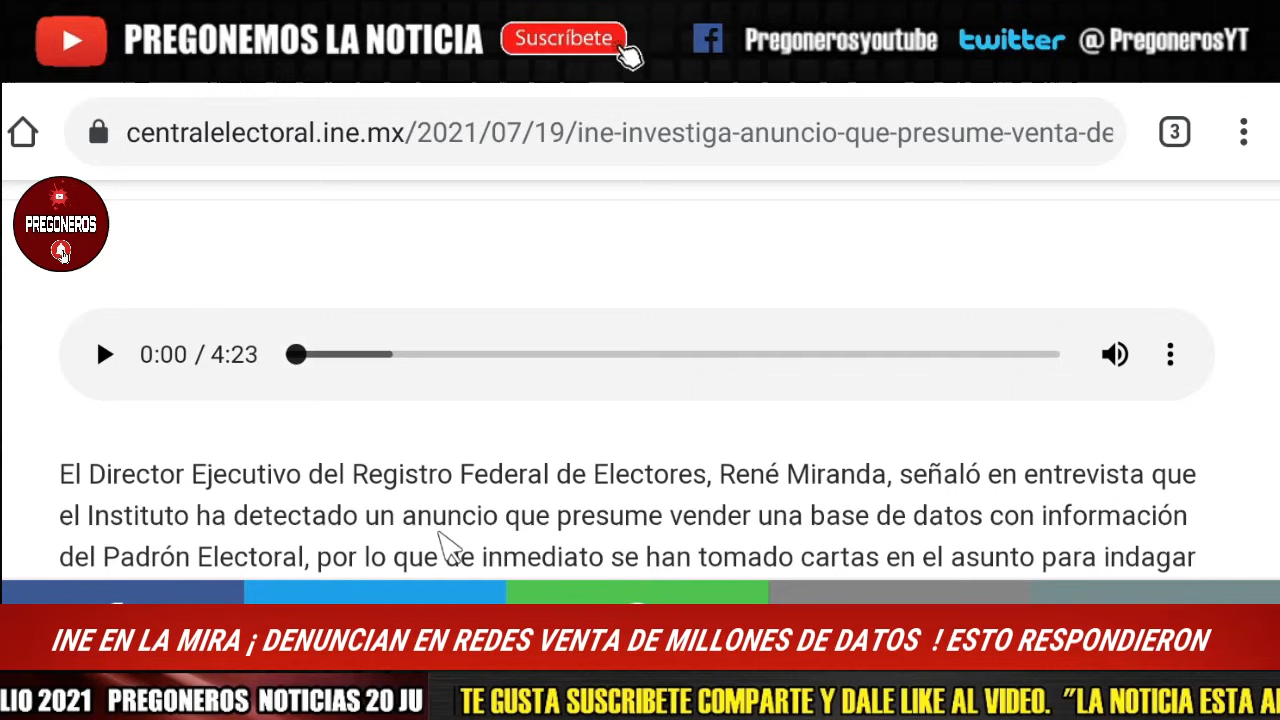 PREGONEMOS LA NOTICIA Suscríbete Pregonerosyoutube twitter @PregonerosYT
centralelectoral.ine.mx/2021/07/19/ine-investiga-anuncio-que-presume-venta-de 3
PREGONEROS
0:00 / 4:23
El Director Ejecutivo del Registro Federal de Electores, René Miranda, señaló en entrevista que
el Instituto ha detectado un anuncio que presume vender una base de datos con información
del Padrón Electoral, por lo que de inmediato se han tomado cartas en el asunto para indagar
INE EN LA MIRA ¡ DENUNCIAN EN REDES VENTA DE MILLONES DE DATOS ! ESTO RESPONDIERON
LIO 2021 PREGONEROS NOTICIAS 20 JU TE GUSTA SUSCRIBETE COMPARTE Y DALE LIKE AL VIDEO. "LA NOTICIA ESTA